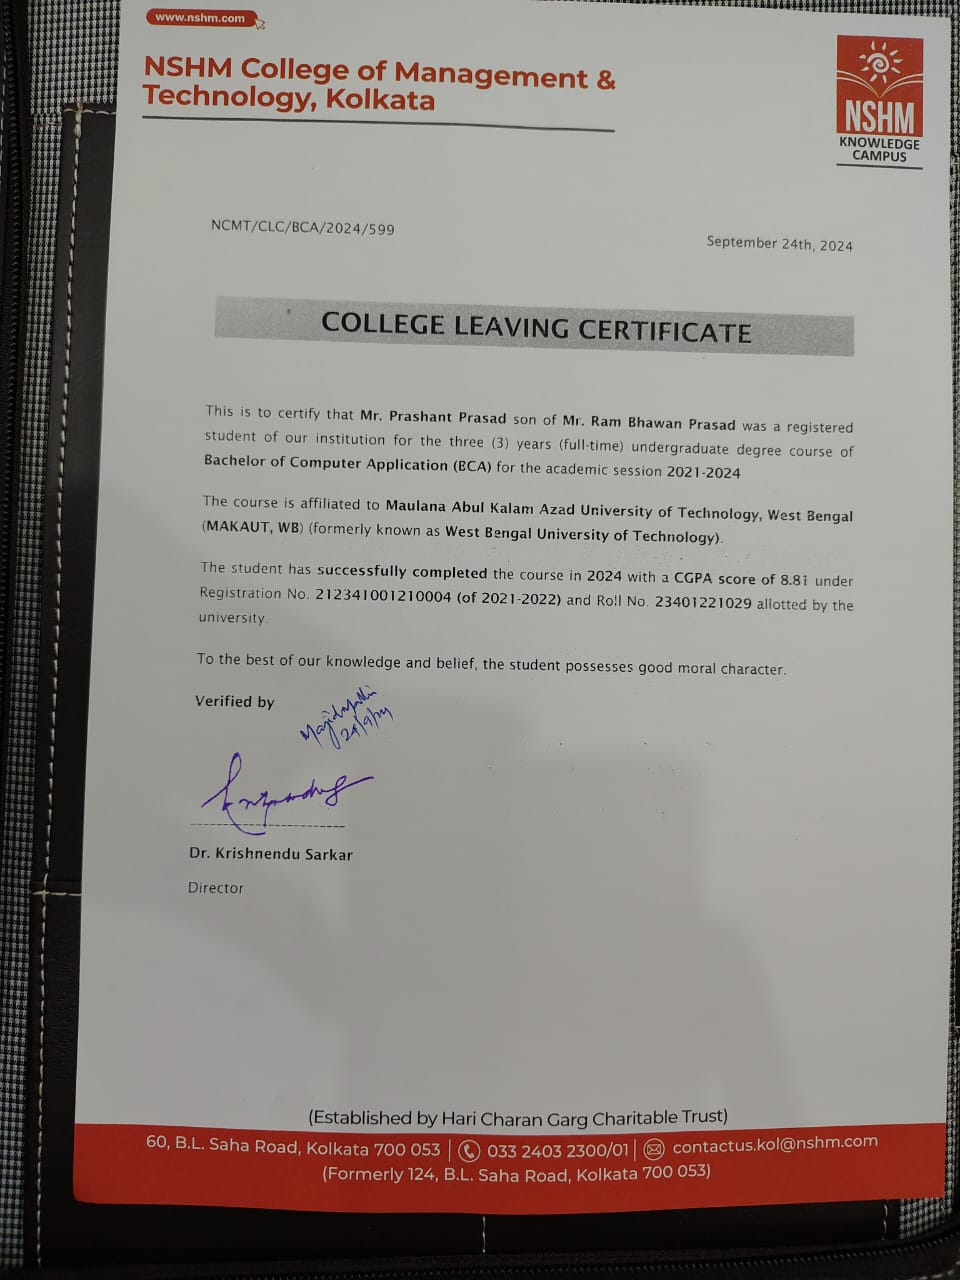 www.nshm.com
NSHM College of Management &
Technology, Kolkata
NSHM
KNOWLEDGE
CAMPUS
NCMT/CLC/BCA/2024/599
September 24th, 2024
COLLEGE LEAVING CERTIFICATE
This is to certify that Mr. Prashant Prasad son of Mr. Ram Bhawan Prasad was a registered
student of our institution for the three (3) years (full-time) undergraduate degree course of
Bachelor of Computer Application (BCA) for the academic session 2021-2024
The course is affiliated to Maulana Abul Kalam Azad University of Technology, West Bengal
(MAKAUT, WB) (formerly known as West Bengal University of Technology).
The student has successfully completed the course in 2024 with a CGPA score of 8.81 under
Registration No. 212341001210004 (of 2021-2022) and Roll No. 23401221029 allotted by the
university.
To the best of our knowledge and belief, the student possesses good moral character.
Verified by
24/9/24
Dr. Krishnendu Sarkar
Director
(Established by Hari Charan Garg Charitable Trust)
60, B.L. Saha Road, Kolkata 700 053 | 033 2403 2300/01 | contactus.kol@nshm.com
(Formerly 124, B.L. Saha Road, Kolkata 700 053)